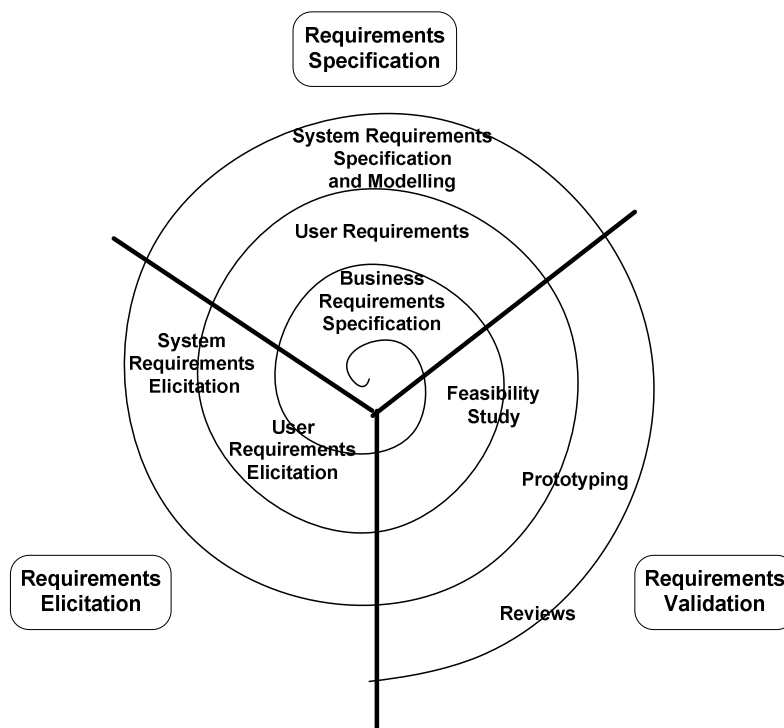 Requirements
Specification
System Requirements
Specification
and Modelling
User Requirements
Business
Requirements
Specification
System
Requirements
Elicitation
Feasibility
Study
User
Requirements
Elicitation
Prototyping
Requirements
Elicitation
Requirements
Validation
Reviews